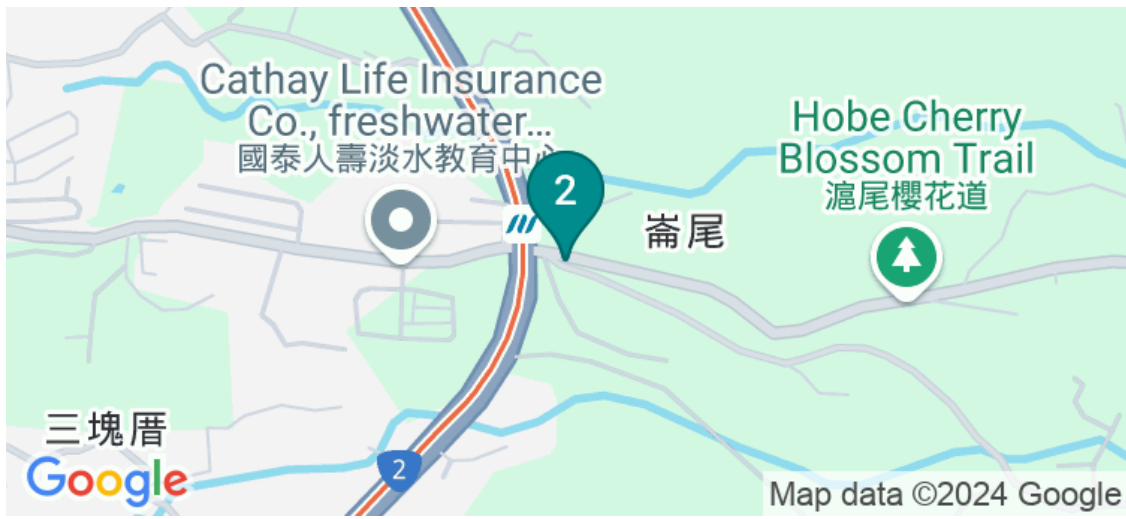 Cathay Life Insurance
Co., freshwater...
國泰人壽淡水教育中心
2
Hobe Cherry
Blossom Trail
滬尾櫻花道
崙尾
三塊厝
2
Google
Map data ©2024 Google